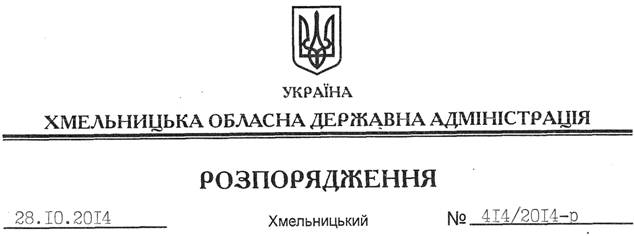 УКРАЇНА
ХМЕЛЬНИЦЬКА ОБЛАСНА ДЕРЖАВНА АДМІНІСТРАЦІЯ
РОЗПОРЯДЖЕННЯ
28.10.2014 Хмельницький № 414/2014-р